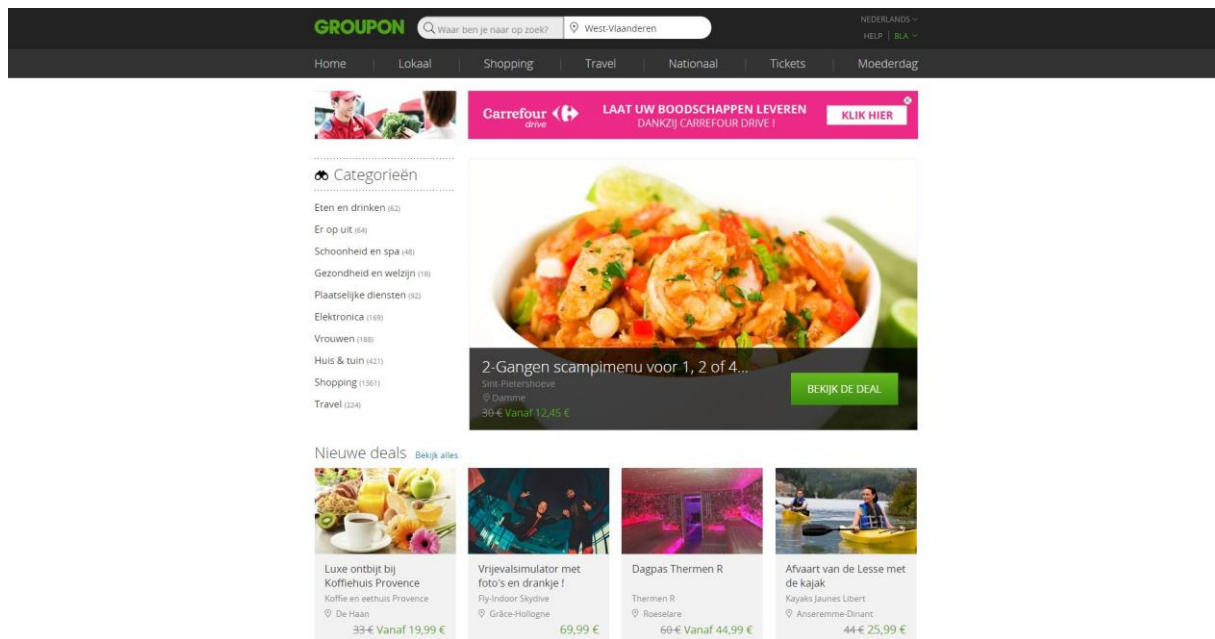 GROUPON
Waar ben je naar op zoek?
West-Vlaanderen
NEDERLANDS
HELP | BLA
Home | Lokaal | Shopping | Travel | Nationaal | Tickets | Moederdag
Carrefour drive
LAAT UW BOODSCHAPPEN LEVEREN
DANKZIJ CARREFOUR DRIVE !
KLIK HIER
Categorieën
Eten en drinken (62)
Er op uit (64)
Schoonheid en spa (48)
Gezondheid en welzijn (18)
Plaatselijke diensten (92)
Elektronica (169)
Vrouwen (188)
Huis & tuin (421)
Shopping (1361)
Travel (224)
2-Gangen scampimenu voor 1, 2 of 4...
Sint-Pietershoeve
Damme
30 € Vanaf 12,45 €
BEKIJK DE DEAL
Nieuwe deals Bekijk alles
Luxe ontbijt bij
Koffiehuis Provence
Koffie en eethuis Provence
De Haan
33 € Vanaf 19,99 €
Vrijevalsimulator met
foto's en drankje !
Fly-Indoor Skydive
Grâce-Hollogne
69,99 €
Dagpas Thermen R
Thermen R
Roeselare
60 € Vanaf 44,99 €
Afvaart van de Lesse met
de kajak
Kayaks Jaunes Libert
Anseremme-Dinant
44 € 25,99 €